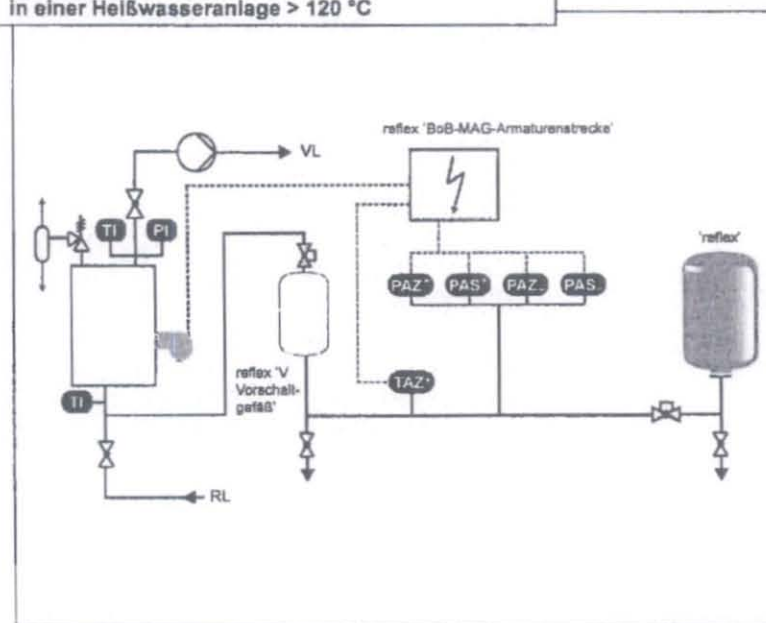 in einer Heißwasseranlage > 120 °C
reflex 'BoB-MAG-Armaturenstrecke'
VL
TI
PI
'reflex'
PAZ+
PAS+
PAZ-
PAS-
reflex 'V
Vorschalt-
gefäß'
TAZ+
TI
RL